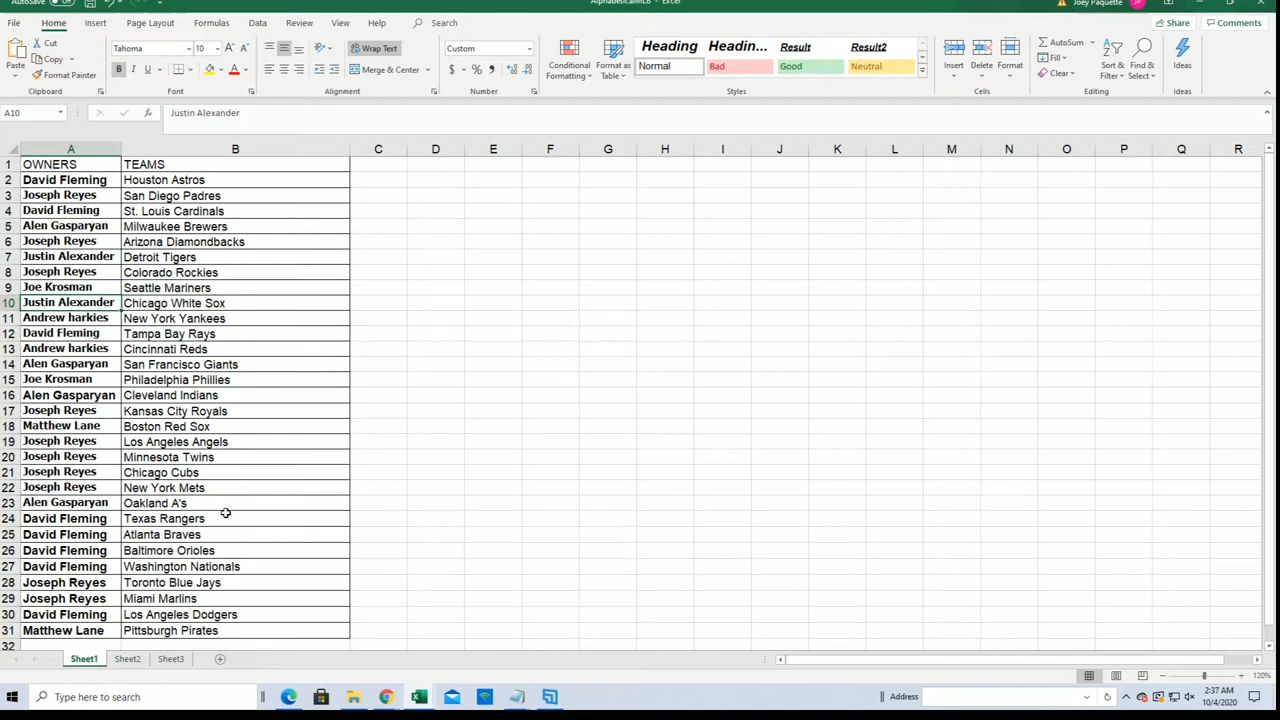 AutoSave Off AlphabeticalMLB - Excel Joey Paquette JP
File Home Insert Page Layout Formulas Data Review View Help Search Share Comments
Paste Cut Copy Format Painter Clipboard
Tahoma 10 B I U Font
Wrap Text Merge & Center Alignment
Custom $ % , Number
Conditional Formatting Format as Table
Heading Headin... Result Result2
Normal Bad Good Neutral
Styles
Insert Delete Format Cells
AutoSum Fill Clear Sort & Filter Find & Select Editing
Ideas Ideas
A10 fx Justin Alexander
A B C D E F G H I J K L M N O P Q R
1 OWNERS TEAMS
2 David Fleming Houston Astros
3 Joseph Reyes San Diego Padres
4 David Fleming St. Louis Cardinals
5 Alen Gasparyan Milwaukee Brewers
6 Joseph Reyes Arizona Diamondbacks
7 Justin Alexander Detroit Tigers
8 Joseph Reyes Colorado Rockies
9 Joe Krosman Seattle Mariners
10 Justin Alexander Chicago White Sox
11 Andrew harkies New York Yankees
12 David Fleming Tampa Bay Rays
13 Andrew harkies Cincinnati Reds
14 Alen Gasparyan San Francisco Giants
15 Joe Krosman Philadelphia Phillies
16 Alen Gasparyan Cleveland Indians
17 Joseph Reyes Kansas City Royals
18 Matthew Lane Boston Red Sox
19 Joseph Reyes Los Angeles Angels
20 Joseph Reyes Minnesota Twins
21 Joseph Reyes Chicago Cubs
22 Joseph Reyes New York Mets
23 Alen Gasparyan Oakland A's
24 David Fleming Texas Rangers
25 David Fleming Atlanta Braves
26 David Fleming Baltimore Orioles
27 David Fleming Washington Nationals
28 Joseph Reyes Toronto Blue Jays
29 Joseph Reyes Miami Marlins
30 David Fleming Los Angeles Dodgers
31 Matthew Lane Pittsburgh Pirates
32
Sheet1 Sheet2 Sheet3
120%
Type here to search Address 2:37 AM
10/4/2020